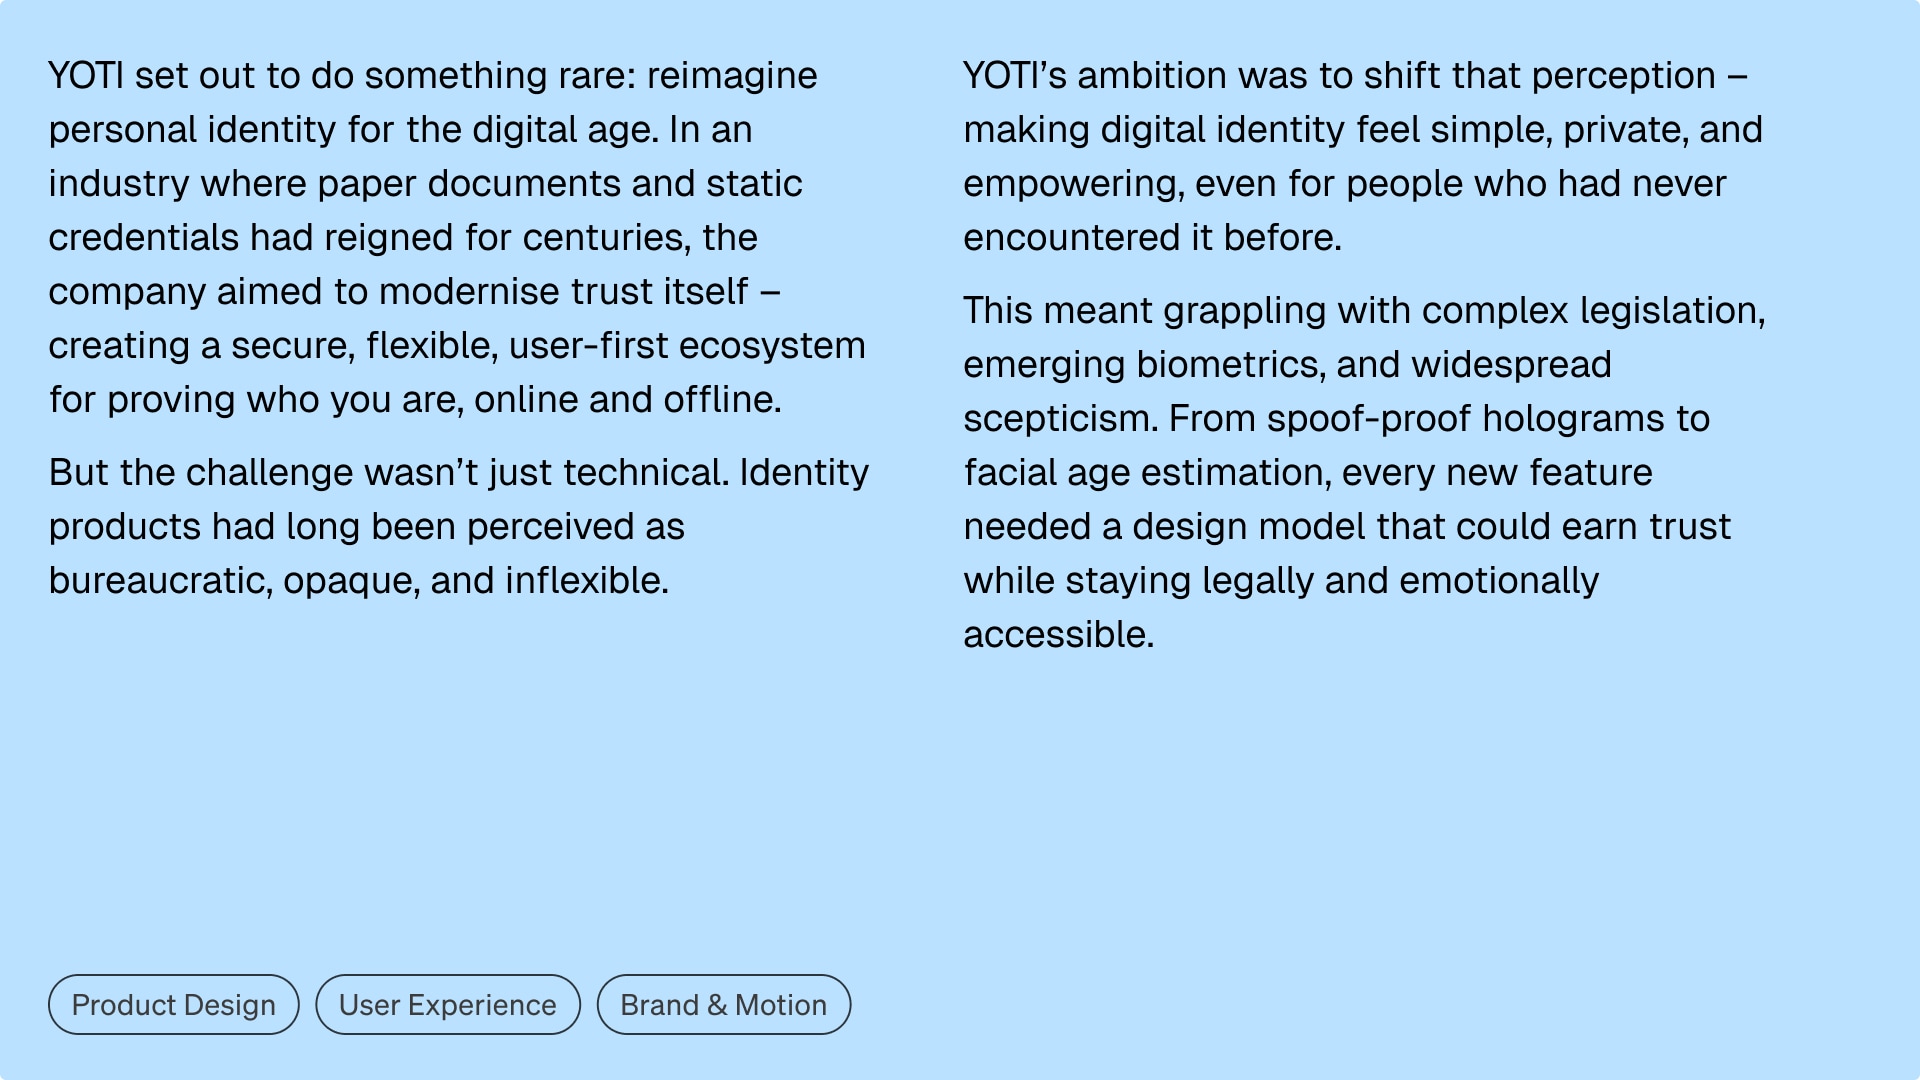 YOTI set out to do something rare: reimagine
personal identity for the digital age. In an
industry where paper documents and static
credentials had reigned for centuries, the
company aimed to modernise trust itself –
creating a secure, flexible, user-first ecosystem
for proving who you are, online and offline.
But the challenge wasn’t just technical. Identity
products had long been perceived as
bureaucratic, opaque, and inflexible.
YOTI’s ambition was to shift that perception –
making digital identity feel simple, private, and
empowering, even for people who had never
encountered it before.
This meant grappling with complex legislation,
emerging biometrics, and widespread
scepticism. From spoof-proof holograms to
facial age estimation, every new feature
needed a design model that could earn trust
while staying legally and emotionally
accessible.
Product Design
User Experience
Brand & Motion